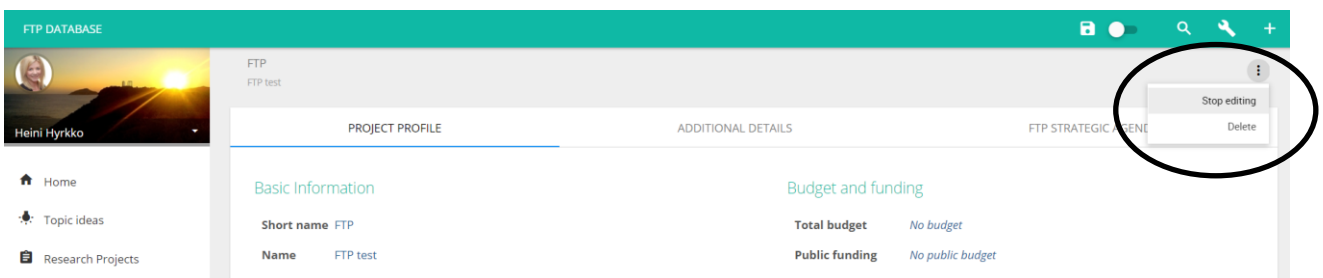 FTP DATABASE
FTP
FTP test
Stop editing
Delete
Heini Hyrkko
PROJECT PROFILE
ADDITIONAL DETAILS
FTP STRATEGIC AGEND
Home
Topic ideas
Research Projects
Basic Information
Short name FTP
Name FTP test
Budget and funding
Total budget No budget
Public funding No public budget